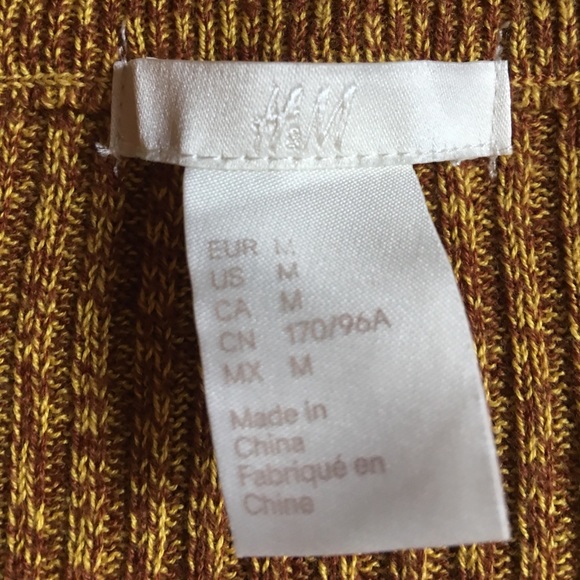 H&M
EUR M
US M
CA M
CN 170/96A
MX M
Made in
China
Fabriqué en
Chine